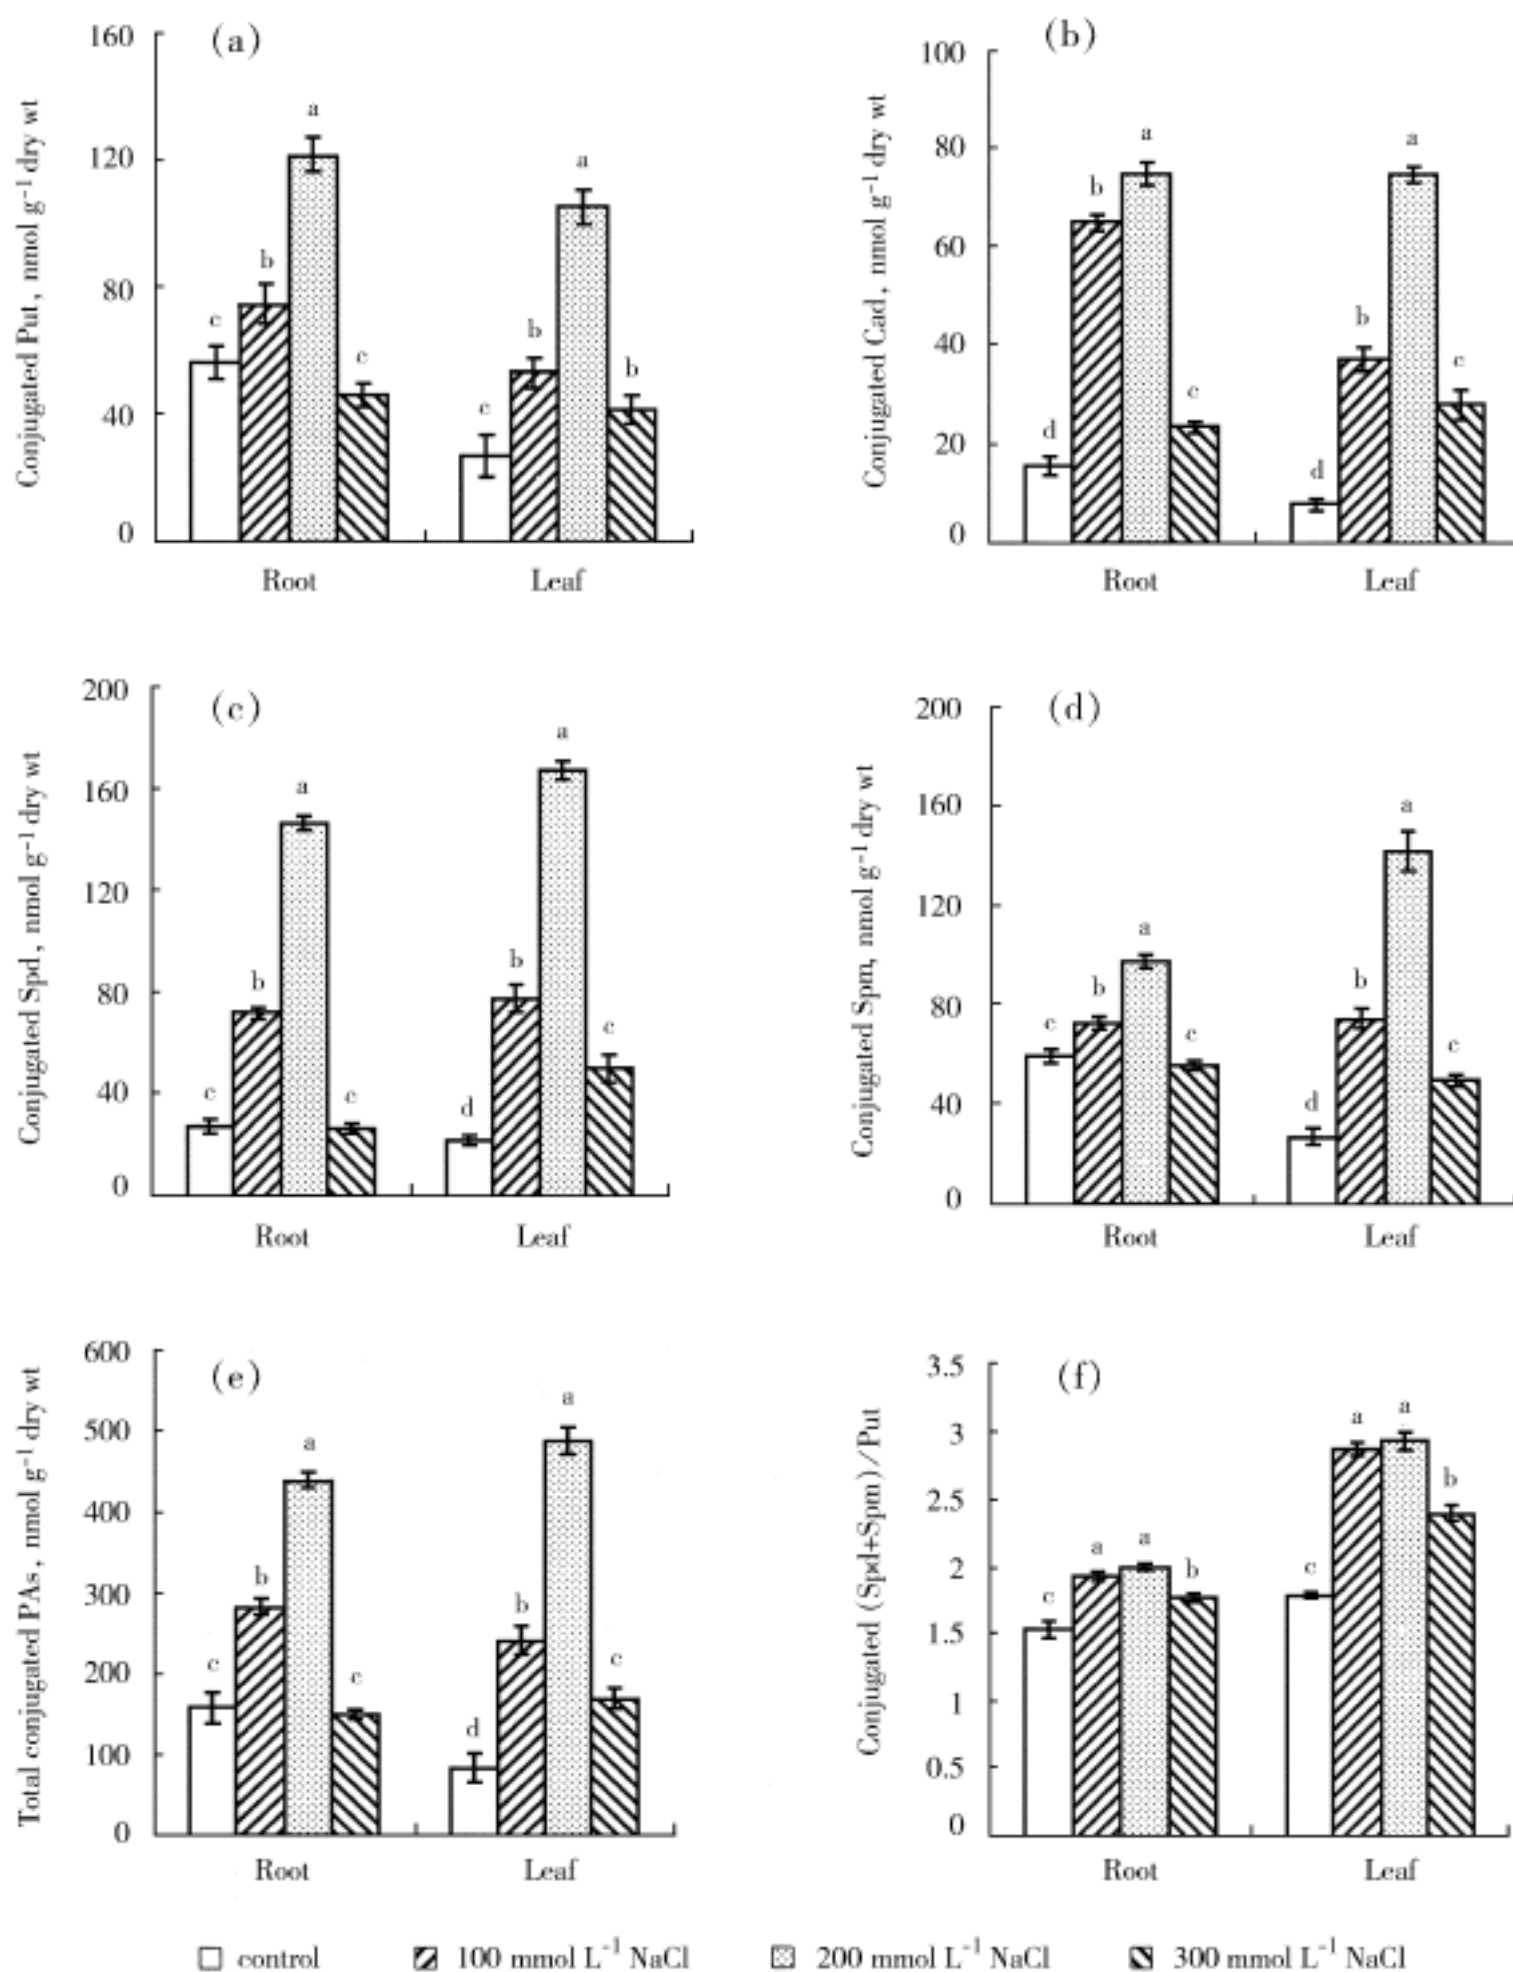 (a)
Conjugated Put, nmol g⁻¹ dry wt
160
120
80
40
0
c
b
a
c
c
b
a
b
Root Leaf
(b)
Conjugated Cad, nmol g⁻¹ dry wt
100
80
60
40
20
0
d
b
a
c
d
b
a
c
Root Leaf
(c)
Conjugated Spd, nmol g⁻¹ dry wt
200
160
120
80
40
0
c
b
a
c
d
b
a
c
Root Leaf
(d)
Conjugated Spm, nmol g⁻¹ dry wt
200
160
120
80
40
0
c
b
a
c
d
b
a
c
Root Leaf
(e)
Total conjugated PAs, nmol g⁻¹ dry wt
600
500
400
300
200
100
0
c
b
a
c
d
b
a
c
Root Leaf
(f)
Conjugated (Spd+Spm)/Put
3.5
3
2.5
2
1.5
1
0.5
0
c
a
a
b
c
a
a
b
Root Leaf
control 100 mmol L⁻¹ NaCl 200 mmol L⁻¹ NaCl 300 mmol L⁻¹ NaCl